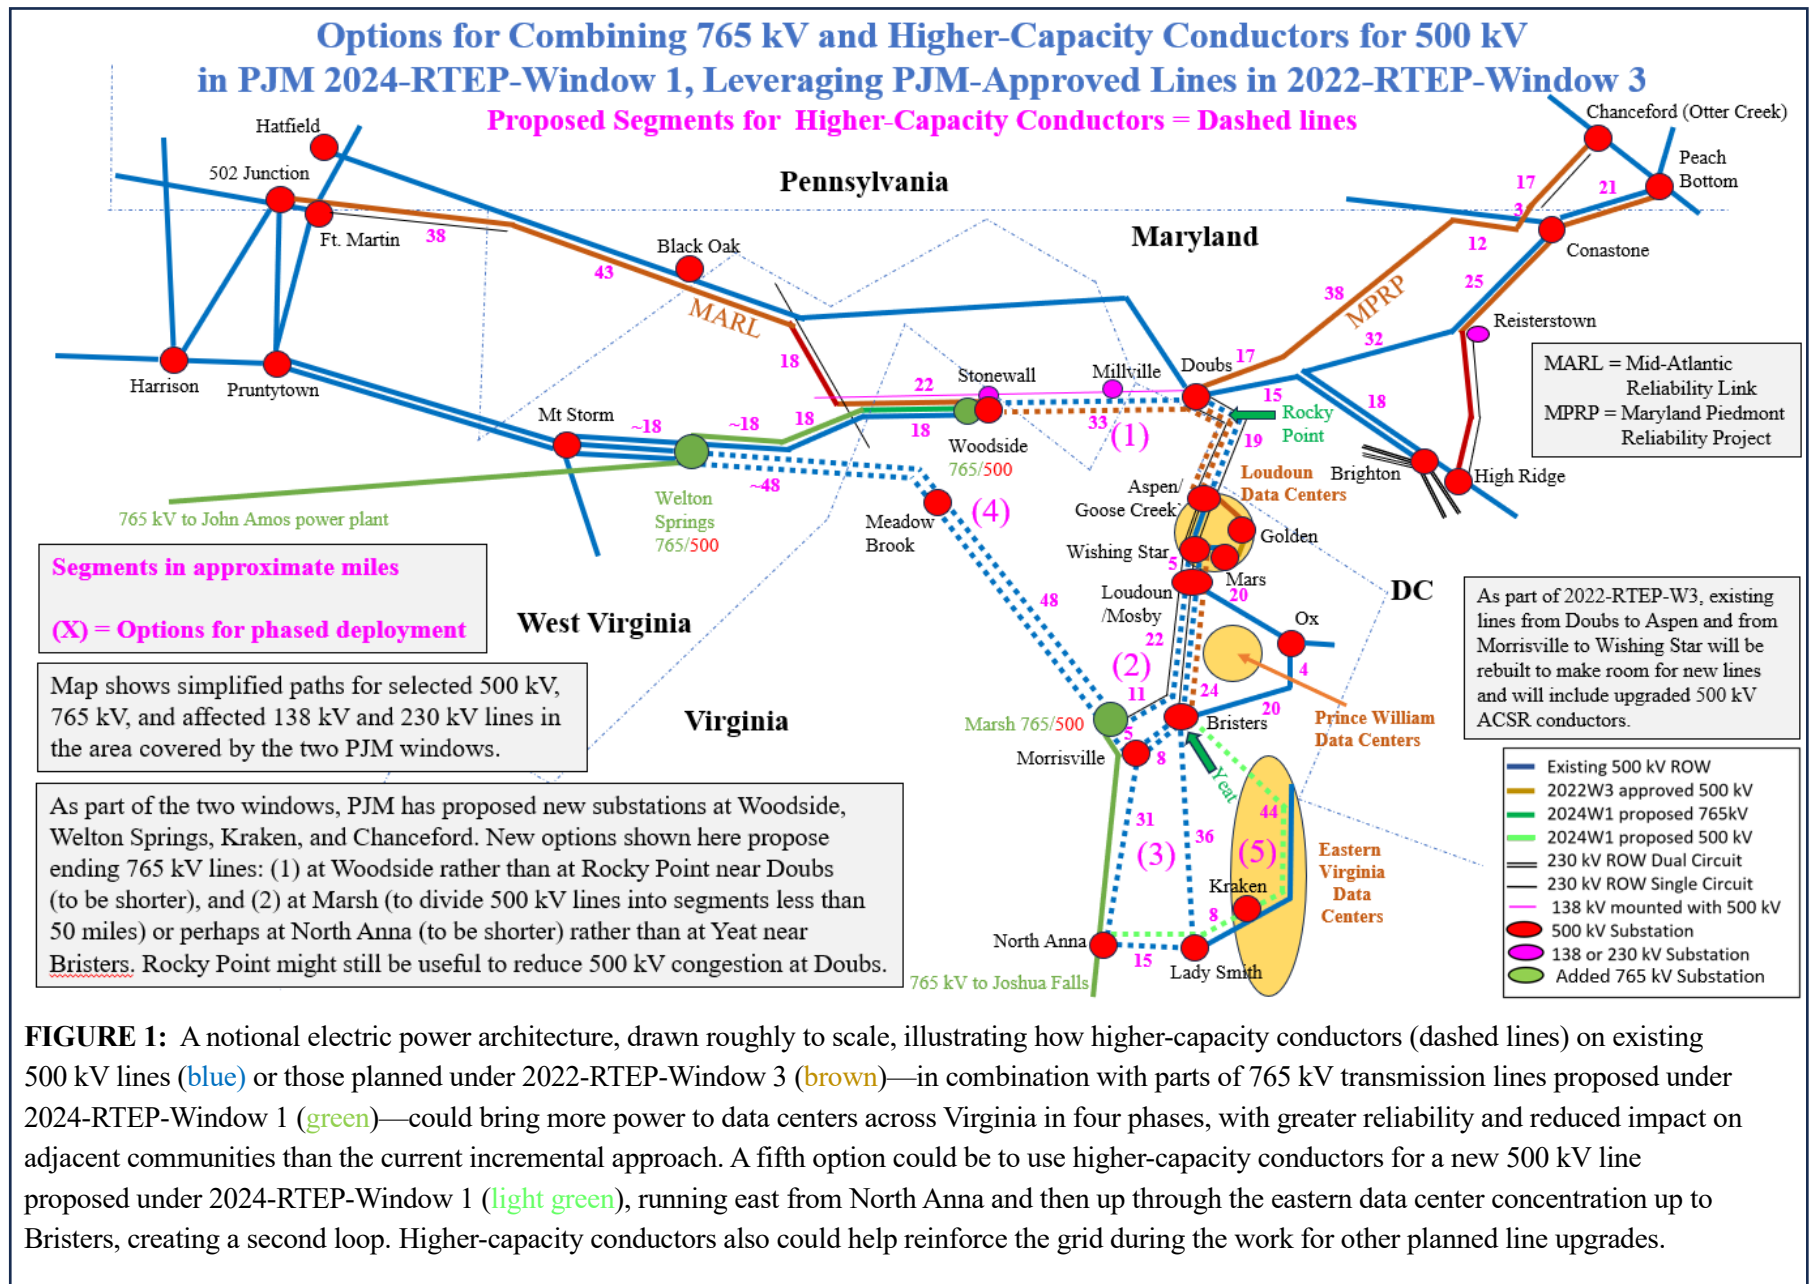 Options for Combining 765 kV and Higher-Capacity Conductors for 500 kV
in PJM 2024-RTEP-Window 1, Leveraging PJM-Approved Lines in 2022-RTEP-Window 3
Proposed Segments for Higher-Capacity Conductors = Dashed lines
Chanceford (Otter Creek)
Hatfield
502 Junction
Peach
Bottom
Pennsylvania
17
21
3
Ft. Martin
38
Maryland
12
Conastone
Black Oak
43
25
MARL
38
MPRP
Reisterstown
32
18
Doubs
17
Millville
Stonewall
22
15
MARL = Mid-Atlantic
Reliability Link
MPRP = Maryland Piedmont
Reliability Project
Harrison
Pruntytown
Mt Storm
~18
~18
18
18
Woodside
765/500
33
(1)
Rocky
Point
19
18
Brighton
High Ridge
Loudoun
Data Centers
~48
Welton
Springs
765/500
765 kV to John Amos power plant
Meadow
Brook
(4)
Aspen/
Goose Creek
Golden
Wishing Star
5
Mars
Segments in approximate miles
(X) = Options for phased deployment
West Virginia
48
Loudoun
/Mosby
20
DC
Ox
As part of 2022-RTEP-W3, existing
lines from Doubs to Aspen and from
Morrisville to Wishing Star will be
rebuilt to make room for new lines
and will include upgraded 500 kV
ACSR conductors.
22
(2)
4
Map shows simplified paths for selected 500 kV,
765 kV, and affected 138 kV and 230 kV lines in
the area covered by the two PJM windows.
11
24
20
Virginia
Marsh 765/500
Bristers
Prince William
Data Centers
5
Morrisville
8
Yeat
Existing 500 kV ROW
2022W3 approved 500 kV
2024W1 proposed 765kV
2024W1 proposed 500 kV
230 kV ROW Dual Circuit
230 kV ROW Single Circuit
138 kV mounted with 500 kV
500 kV Substation
138 or 230 kV Substation
Added 765 kV Substation
As part of the two windows, PJM has proposed new substations at Woodside,
Welton Springs, Kraken, and Chanceford. New options shown here propose
ending 765 kV lines: (1) at Woodside rather than at Rocky Point near Doubs
(to be shorter), and (2) at Marsh (to divide 500 kV lines into segments less than
50 miles) or perhaps at North Anna (to be shorter) rather than at Yeat near
Bristers. Rocky Point might still be useful to reduce 500 kV congestion at Doubs.
31
36
44
(3)
(5)
Eastern
Virginia
Data
Centers
Kraken
8
North Anna
15
Lady Smith
765 kV to Joshua Falls
FIGURE 1: A notional electric power architecture, drawn roughly to scale, illustrating how higher-capacity conductors (dashed lines) on existing
500 kV lines (blue) or those planned under 2022-RTEP-Window 3 (brown)—in combination with parts of 765 kV transmission lines proposed under
2024-RTEP-Window 1 (green)—could bring more power to data centers across Virginia in four phases, with greater reliability and reduced impact on
adjacent communities than the current incremental approach. A fifth option could be to use higher-capacity conductors for a new 500 kV line
proposed under 2024-RTEP-Window 1 (light green), running east from North Anna and then up through the eastern data center concentration up to
Bristers, creating a second loop. Higher-capacity conductors also could help reinforce the grid during the work for other planned line upgrades.